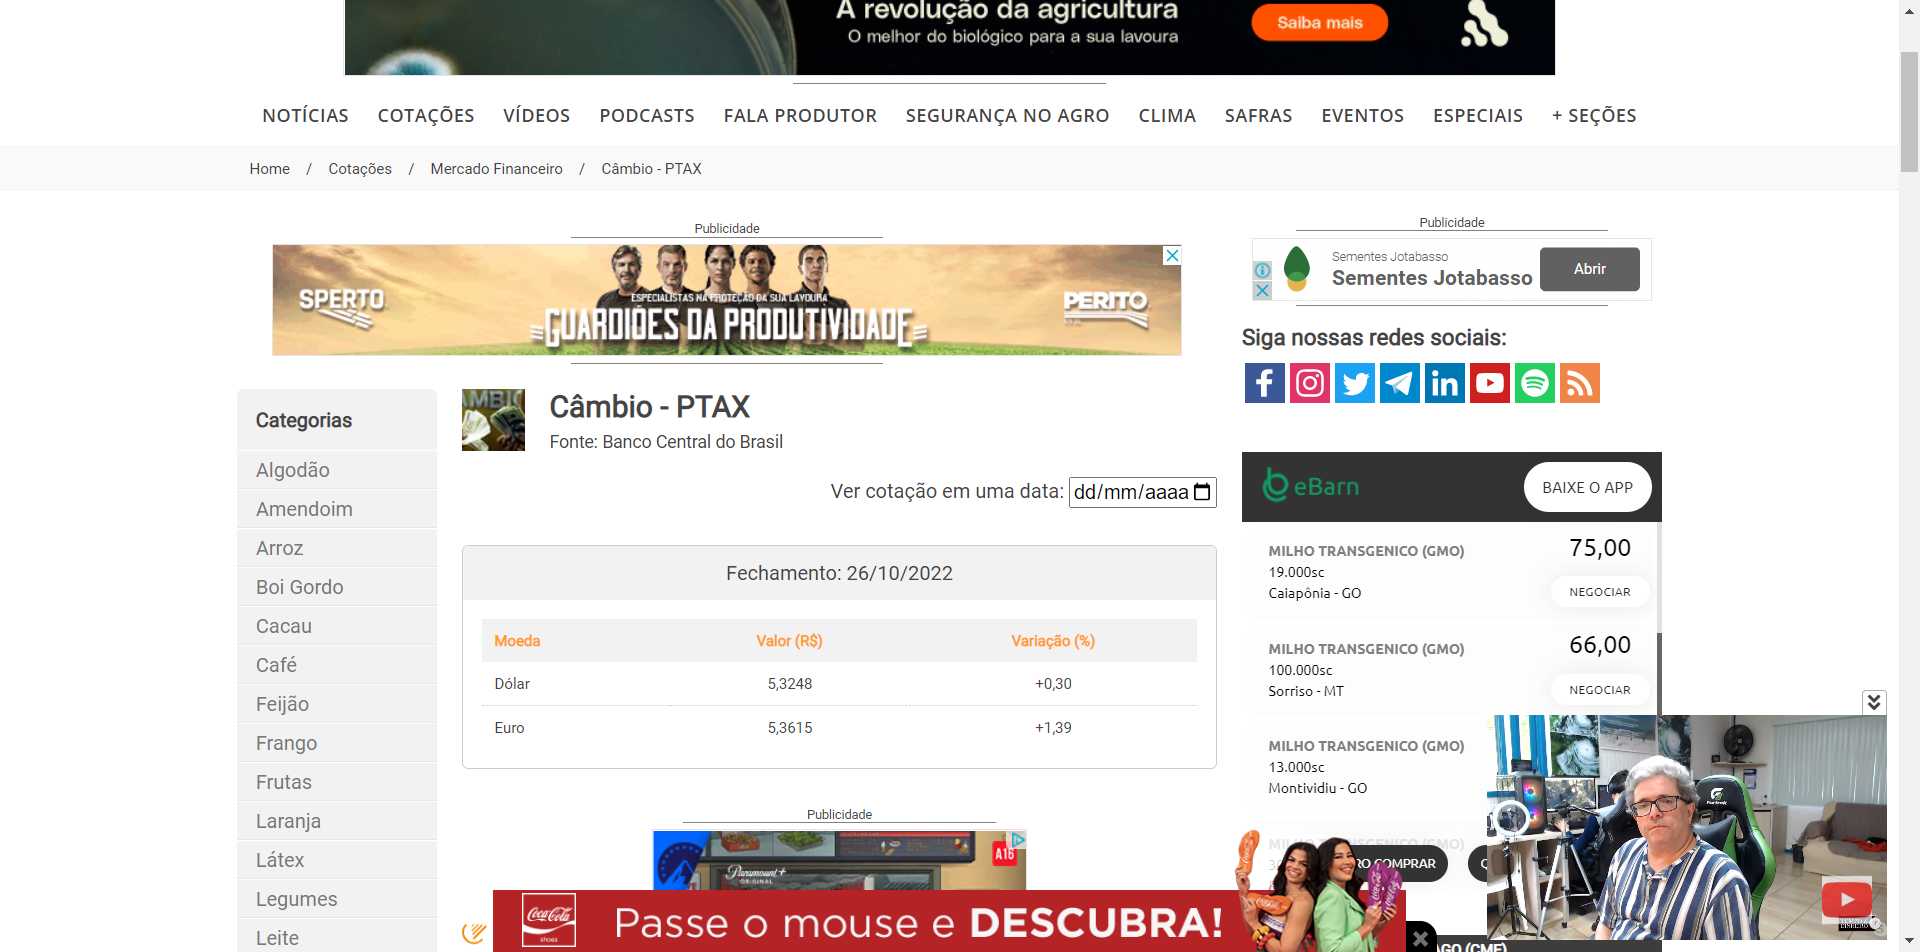 A revolução da agricultura
O melhor do biológico para a sua lavoura
Saiba mais
NOTÍCIAS COTAÇÕES VÍDEOS PODCASTS FALA PRODUTOR SEGURANÇA NO AGRO CLIMA SAFRAS EVENTOS ESPECIAIS + SEÇÕES
Home / Cotações / Mercado Financeiro / Câmbio - PTAX
Publicidade
SPERTO
ESPECIALISTAS NA PROTEÇÃO DA SUA LAVOURA
GUARDIÕES DA PRODUTIVIDADE
PERITO
Publicidade
Sementes Jotabasso
Sementes Jotabasso
Abrir
Siga nossas redes sociais:
Categorias
Algodão
Amendoim
Arroz
Boi Gordo
Cacau
Café
Feijão
Frango
Frutas
Laranja
Látex
Legumes
Leite
Câmbio - PTAX
Fonte: Banco Central do Brasil
Ver cotação em uma data: dd/mm/aaaa
Fechamento: 26/10/2022
Moeda Valor (R$) Variação (%)
Dólar 5,3248 +0,30
Euro 5,3615 +1,39
Publicidade
Paramount+
ORIGINAL
A16
eBarn
BAIXE O APP
MILHO TRANSGENICO (GMO)
75,00
19.000sc
Caiapônia - GO
NEGOCIAR
MILHO TRANSGENICO (GMO)
66,00
100.000sc
Sorriso - MT
NEGOCIAR
MILHO TRANSGENICO (GMO)
13.000sc
Montividiu - GO
COMPRAR
Coca-Cola
SHOES
Passe o mouse e DESCUBRA!
(CME)